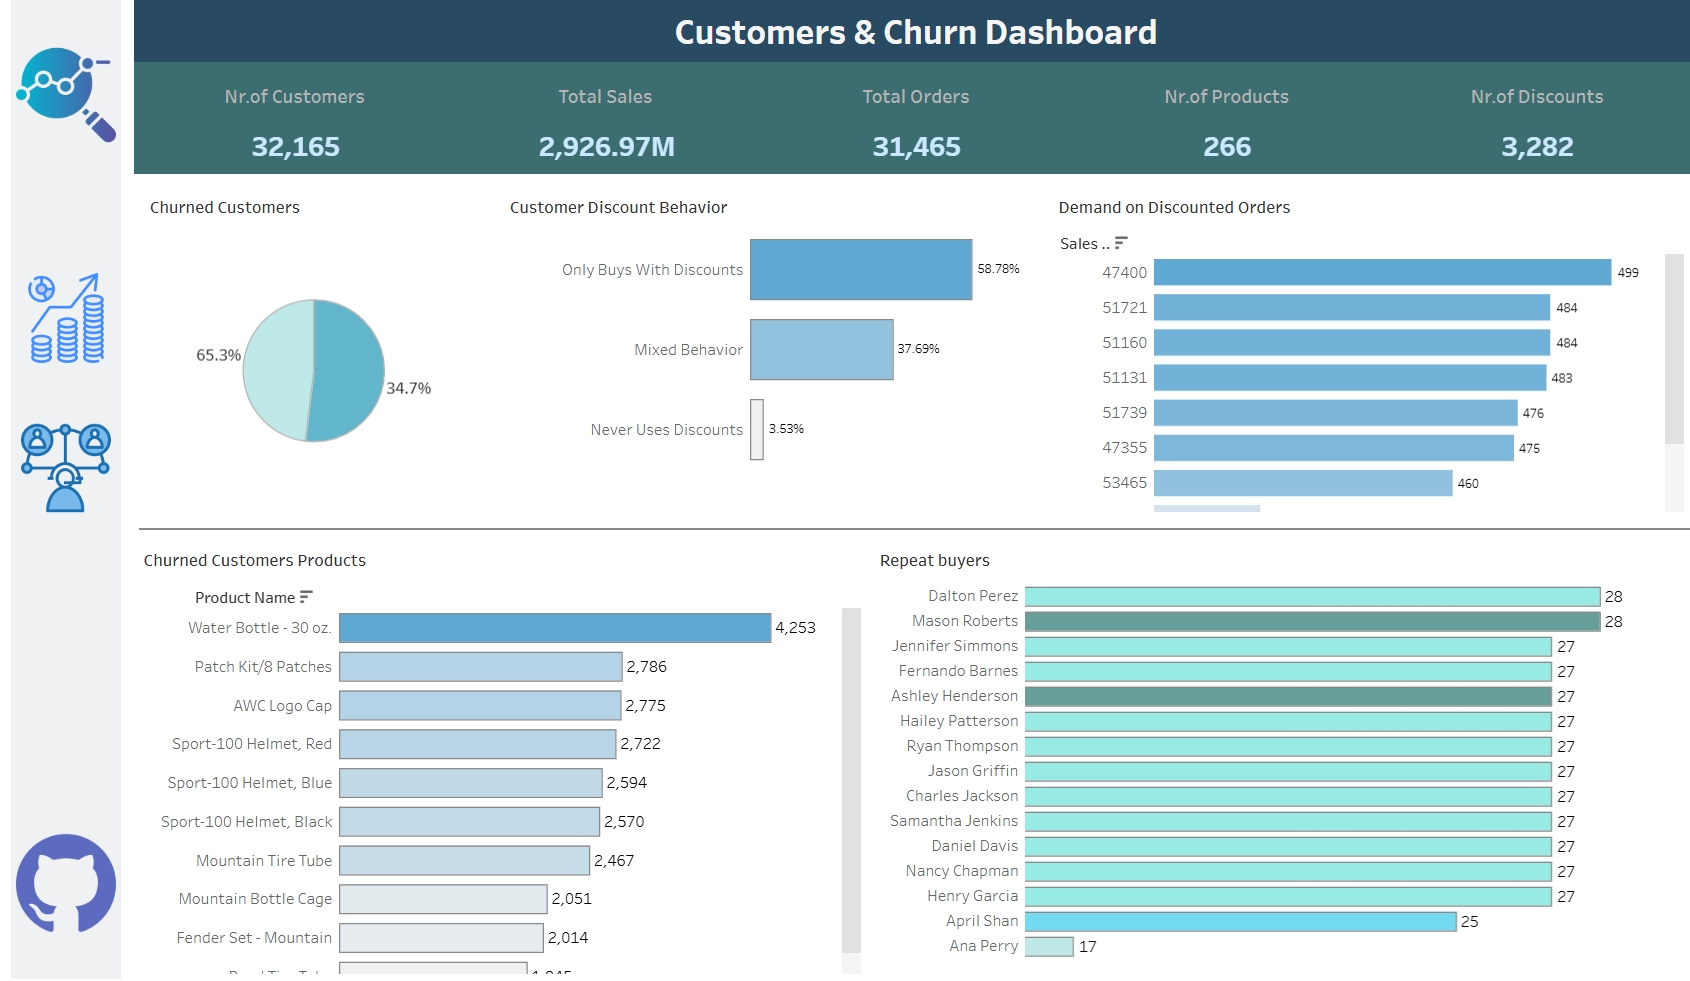 Customers & Churn Dashboard
Nr.of Customers
Total Sales
Total Orders
Nr.of Products
Nr.of Discounts
32,165
2,926.97M
31,465
266
3,282
Churned Customers
65.3%
34.7%
Customer Discount Behavior
Only Buys With Discounts
58.78%
Mixed Behavior
37.69%
Never Uses Discounts
3.53%
Demand on Discounted Orders
Sales ..
47400
499
51721
484
51160
484
51131
483
51739
476
47355
475
53465
460
Churned Customers Products
Product Name
Water Bottle - 30 oz.
4,253
Patch Kit/8 Patches
2,786
AWC Logo Cap
2,775
Sport-100 Helmet, Red
2,722
Sport-100 Helmet, Blue
2,594
Sport-100 Helmet, Black
2,570
Mountain Tire Tube
2,467
Mountain Bottle Cage
2,051
Fender Set - Mountain
2,014
Repeat buyers
Dalton Perez
28
Mason Roberts
28
Jennifer Simmons
27
Fernando Barnes
27
Ashley Henderson
27
Hailey Patterson
27
Ryan Thompson
27
Jason Griffin
27
Charles Jackson
27
Samantha Jenkins
27
Daniel Davis
27
Nancy Chapman
27
Henry Garcia
27
April Shan
25
Ana Perry
17